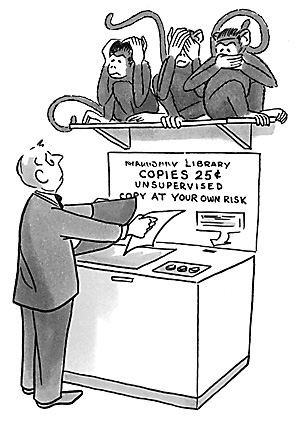 LIBRARY
COPIES 25¢
UNSUPERVISED
COPY AT YOUR OWN RISK